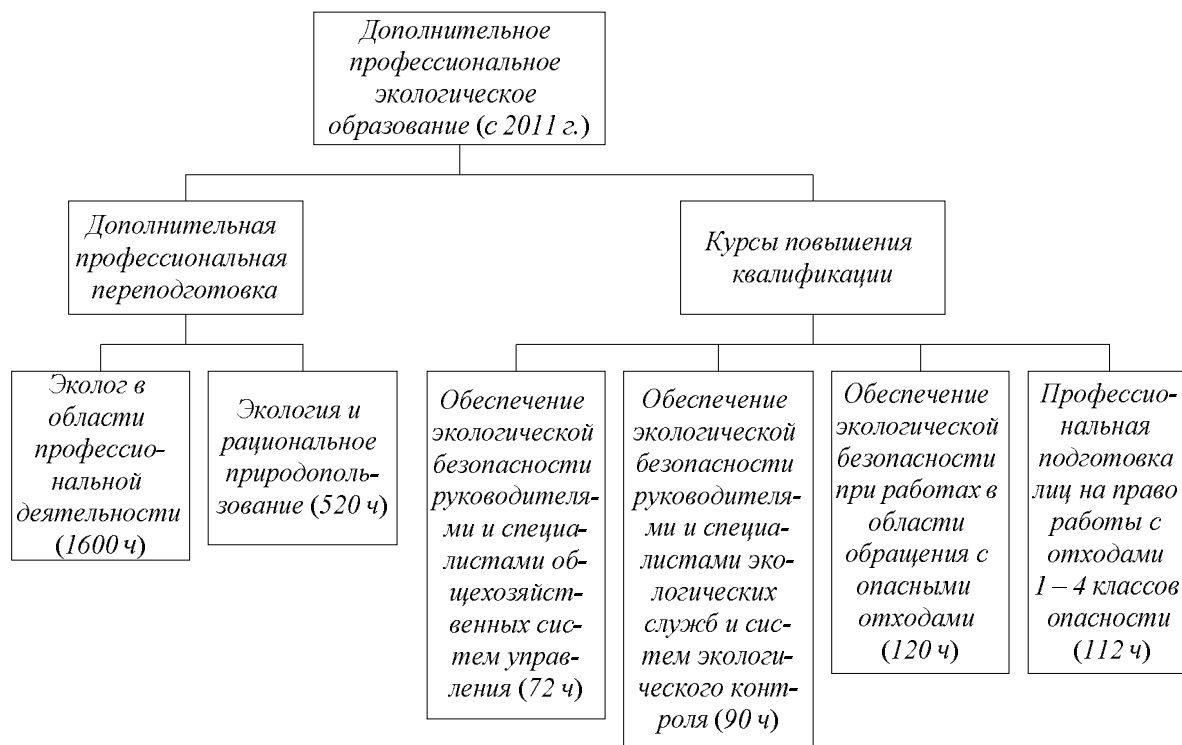 Дополнительное
профессиональное
экологическое
образование (с 2011 г.)
Дополнительная
профессиональная
переподготовка
Курсы повышения
квалификации
Эколог в
области
профессио-
нальной
деятельности
(1600 ч)
Экология и
рациональное
природополь-
зование (520 ч)
Обеспечение
экологической
безопасности
руководителя-
ми и специа-
листами об-
щехозяйст-
венных сис-
тем управ-
ления (72 ч)
Обеспечение
экологической
безопасности
руководителя-
ми и специа-
листами эко-
логических
служб и сис-
тем экологи-
ческого конт-
роля (90 ч)
Обеспечение
экологической
безопасности
при работах в
области
обращения с
опасными
отходами
(120 ч)
Профессио-
нальная
подготовка
лиц на право
работы с
отходами
1 – 4 классов
опасности
(112 ч)